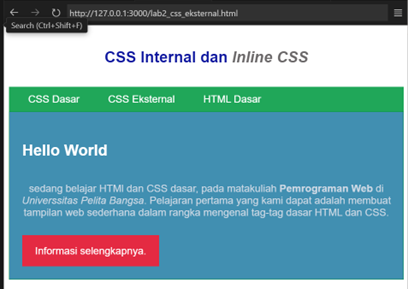 http://127.0.0.1:3000/lab2_css_eksternal.html
Search (Ctrl+Shift+F)
CSS Internal dan Inline CSS
CSS Dasar CSS Eksternal HTML Dasar
Hello World
sedang belajar HTMl dan CSS dasar, pada matakuliah Pemrograman Web di
Universsitas Pelita Bangsa. Pelajaran pertama yang kami dapat adalah membuat
tampilan web sederhana dalam rangka mengenal tag-tag dasar HTML dan CSS.
Informasi selengkapnya.